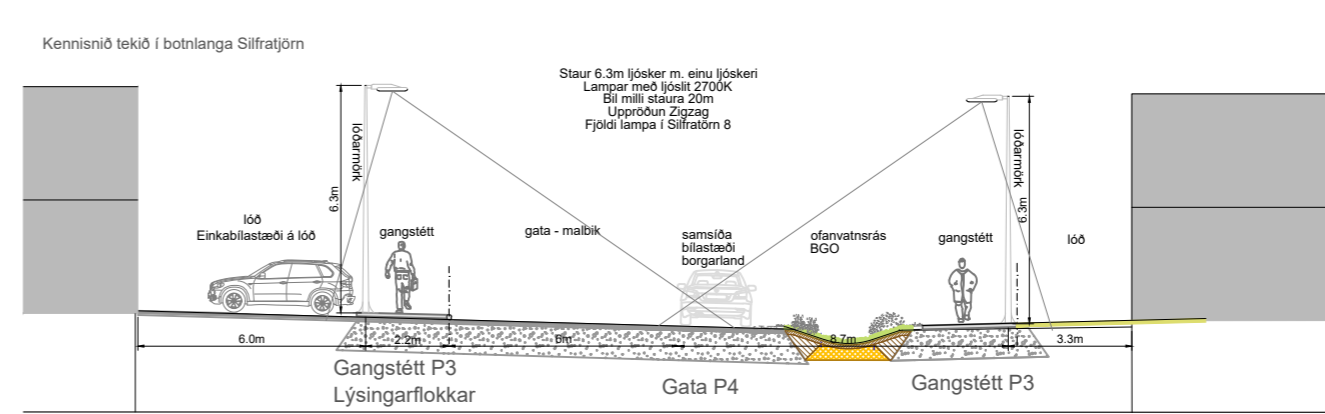 Kennisnið tekið í botnlanga Silfratjörn
Staur 6.3m ljósker m. einu ljóskeri
Lampar með ljóslit 2700K
Bil milli staura 20m
Uppröðun Zigzag
Fjöldi lampa í Silfratörn 8
lóðarmörk
6.3m
lóðarmörk
6.3m
lóð
Einkabílastæði á lóð
gangstétt
gata - malbik
samsíða
bílastæði
borgarland
ofanvatnsrás
BGO
gangstétt
lóð
6.0m
2.2m
6m
8.7m
3.3m
Gangstétt P3
Lýsingarflokkar
Gata P4
Gangstétt P3